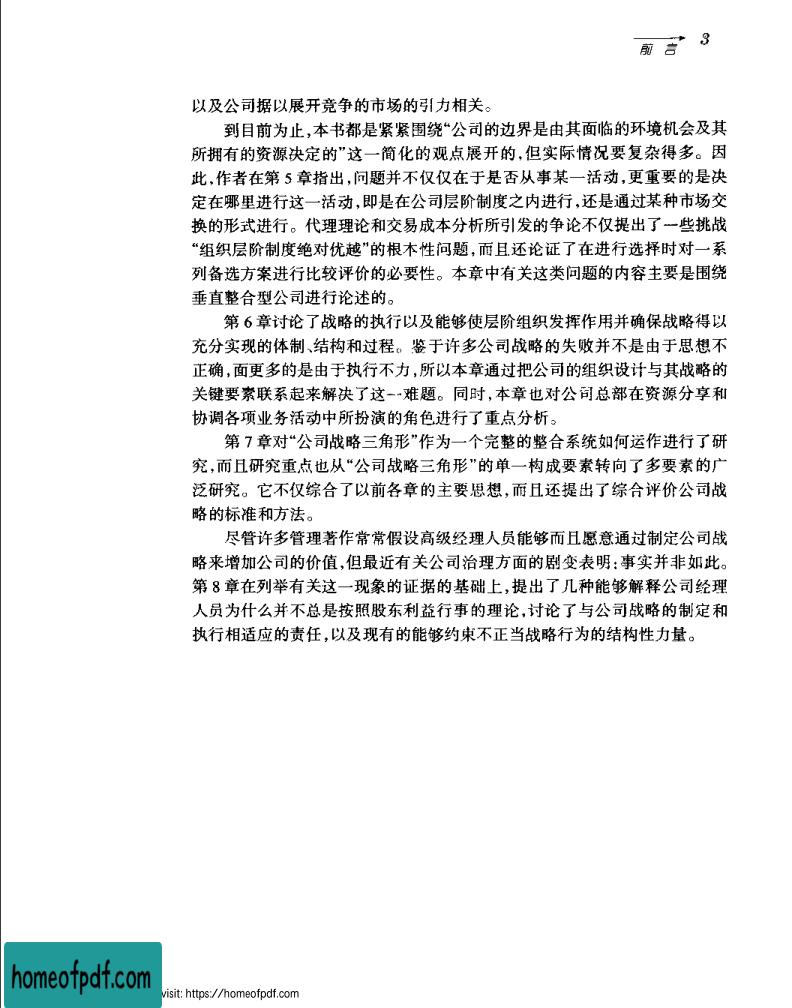 前 言 3
以及公司据以展开竞争的市场的引力相关。
到目前为止,本书都是紧紧围绕“公司的边界是由其面临的环境机会及其
所拥有的资源决定的”这一简化的观点展开的,但实际情况要复杂得多。因
此,作者在第 5 章指出,问题并不仅仅在于是否从事某一活动,更重要的是决
定在哪里进行这一活动,即是在公司层阶制度之内进行,还是通过某种市场交
换的形式进行。代理理论和交易成本分析所引发的争论不仅提出了一些挑战
“组织层阶制度绝对优越”的根本性问题,而且还论证了在进行选择时对一系
列备选方案进行比较评价的必要性。本章中有关这类问题的内容主要是围绕
垂直整合型公司进行论述的。
第 6 章讨论了战略的执行以及能够使层阶组织发挥作用并确保战略得以
充分实现的体制、结构和过程。鉴于许多公司战略的失败并不是由于思想不
正确,面更多的是由于执行不力,所以本章通过把公司的组织设计与其战略的
关键要素联系起来解决了这一难题。同时,本章也对公司总部在资源分享和
协调各项业务活动中所扮演的角色进行了重点分析。
第 7 章对“公司战略三角形”作为一个完整的整合系统如何运作进行了研
究,而且研究重点也从“公司战略三角形”的单一构成要素转向了多要素的广
泛研究。它不仅综合了以前各章的主要思想,而且还提出了综合评价公司战
略的标准和方法。
尽管许多管理著作常常假设高级经理人员能够而且愿意通过制定公司战
略来增加公司的价值,但最近有关公司治理方面的剧变表明:事实并非如此。
第 8 章在列举有关这一现象的证据的基础上,提出了几种能够解释公司经理
人员为什么并不总是按照股东利益行事的理论,讨论了与公司战略的制定和
执行相适应的责任,以及现有的能够约束不正当战略行为的结构性力量。
homeofpdf.com
visit: https://homeofpdf.com